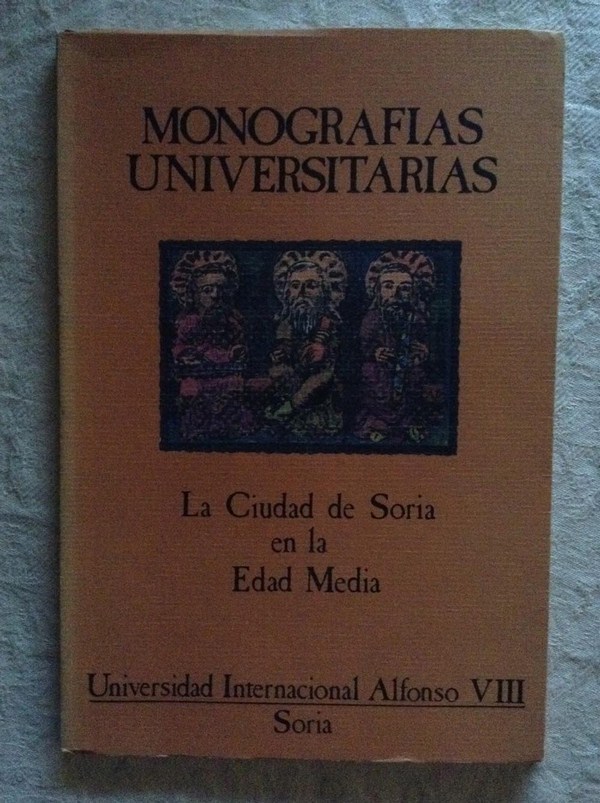 MONOGRAFIAS
UNIVERSITARIAS
La Ciudad de Soria
en la
Edad Media
Universidad Internacional Alfonso VIII
Soria